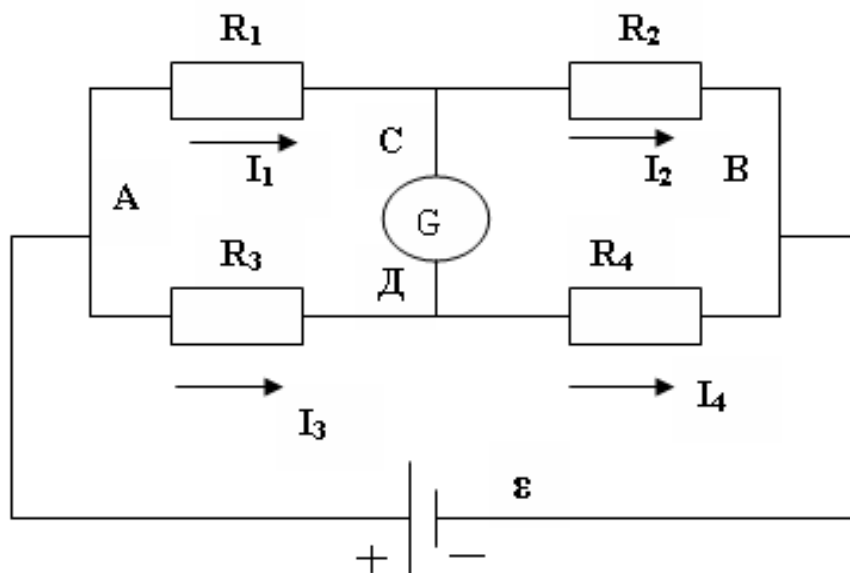 R₁ R₂
С
I₁ I₂ В
А
G
R₃ Д R₄
I₃ I₄
ε
+ −